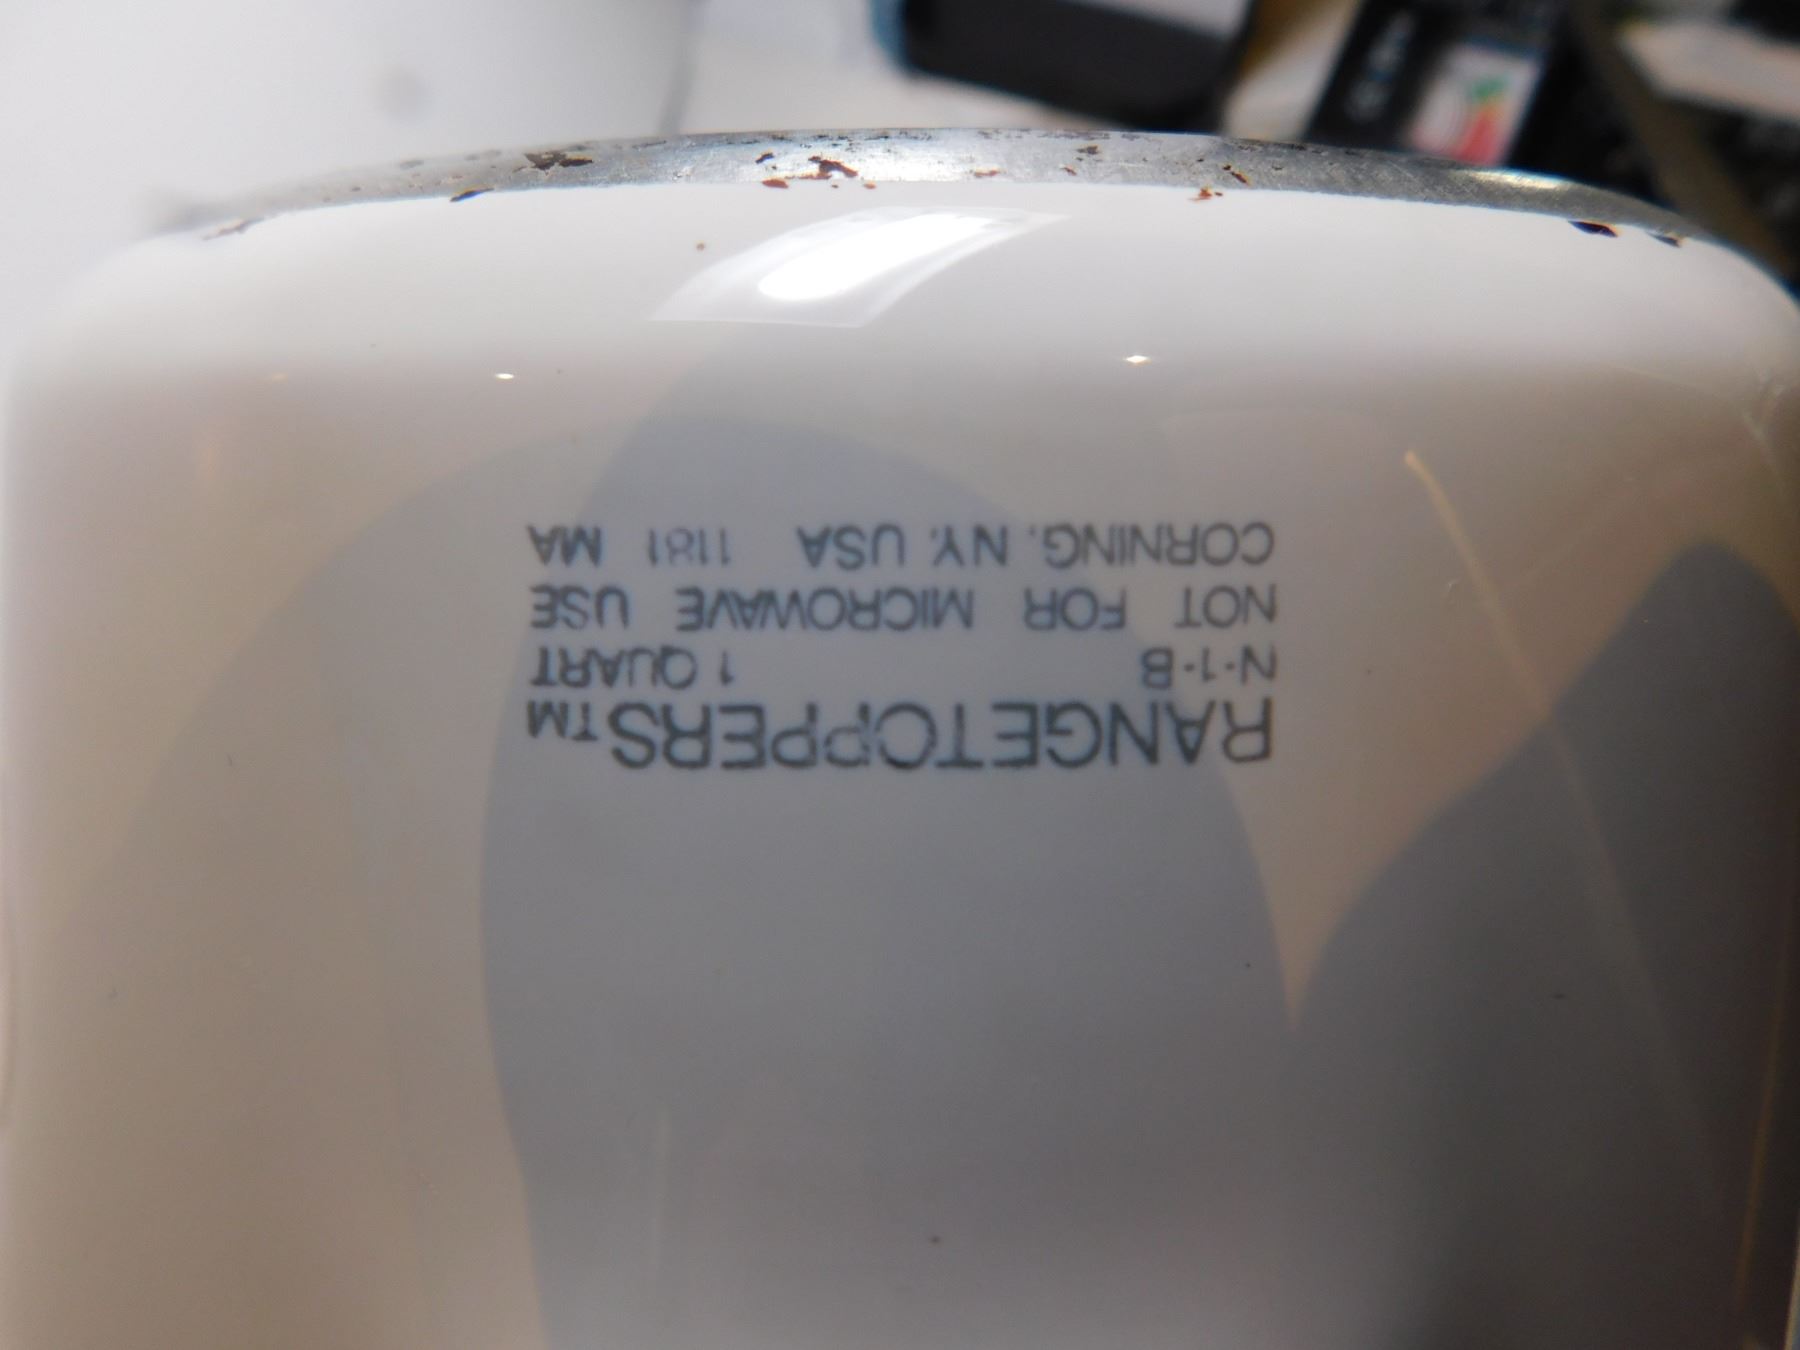 RANGETOPPERS™
N-1-B 1 QUART
NOT FOR MICROWAVE USE
CORNING, NY. USA 1181 MA